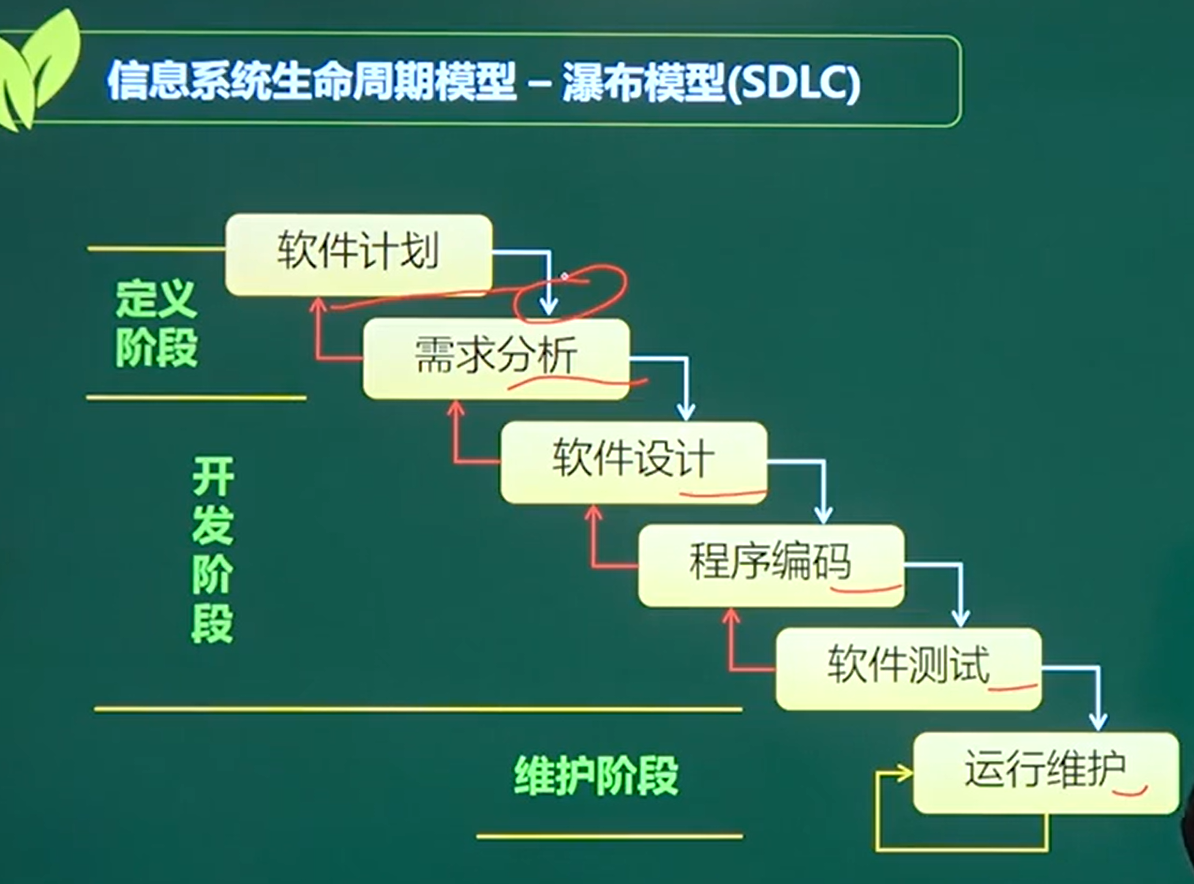 信息系统生命周期模型 – 瀑布模型(SDLC)
软件计划
定义
阶段
需求分析
软件设计
开
发
阶
段
程序编码
软件测试
维护阶段
运行维护